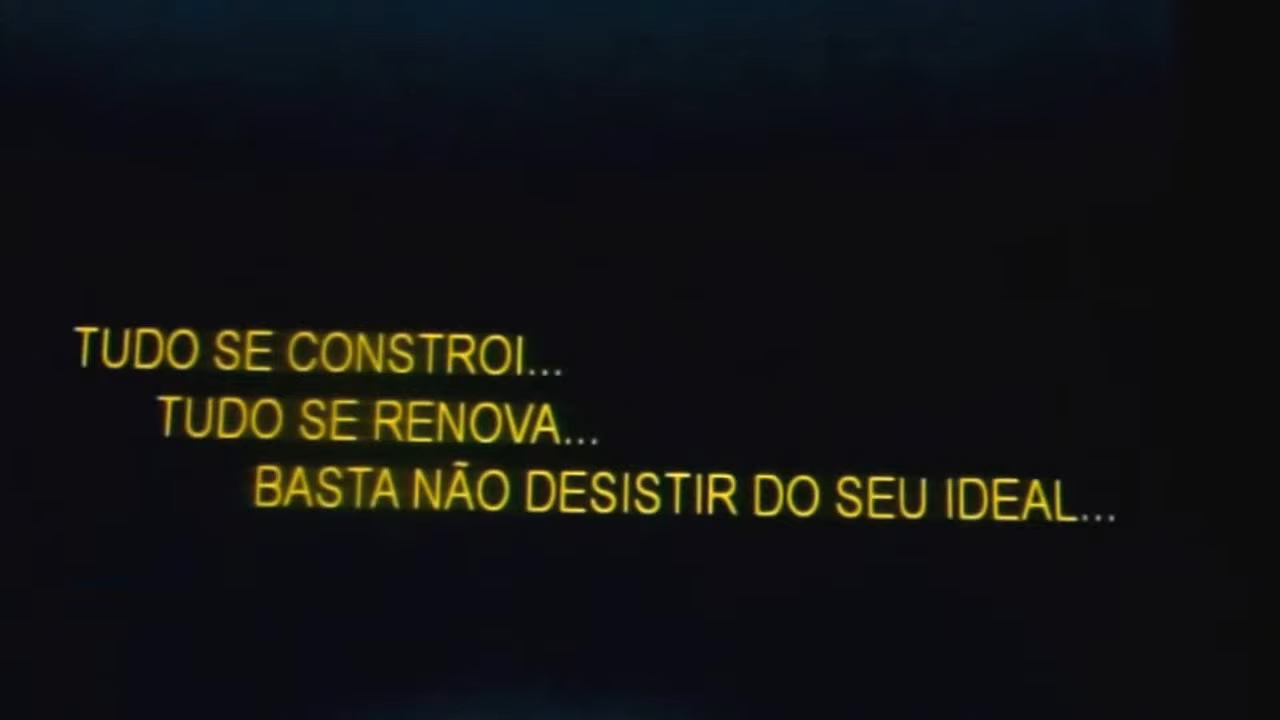 TUDO SE CONSTROI...
TUDO SE RENOVA...
BASTA NÃO DESISTIR DO SEU IDEAL...